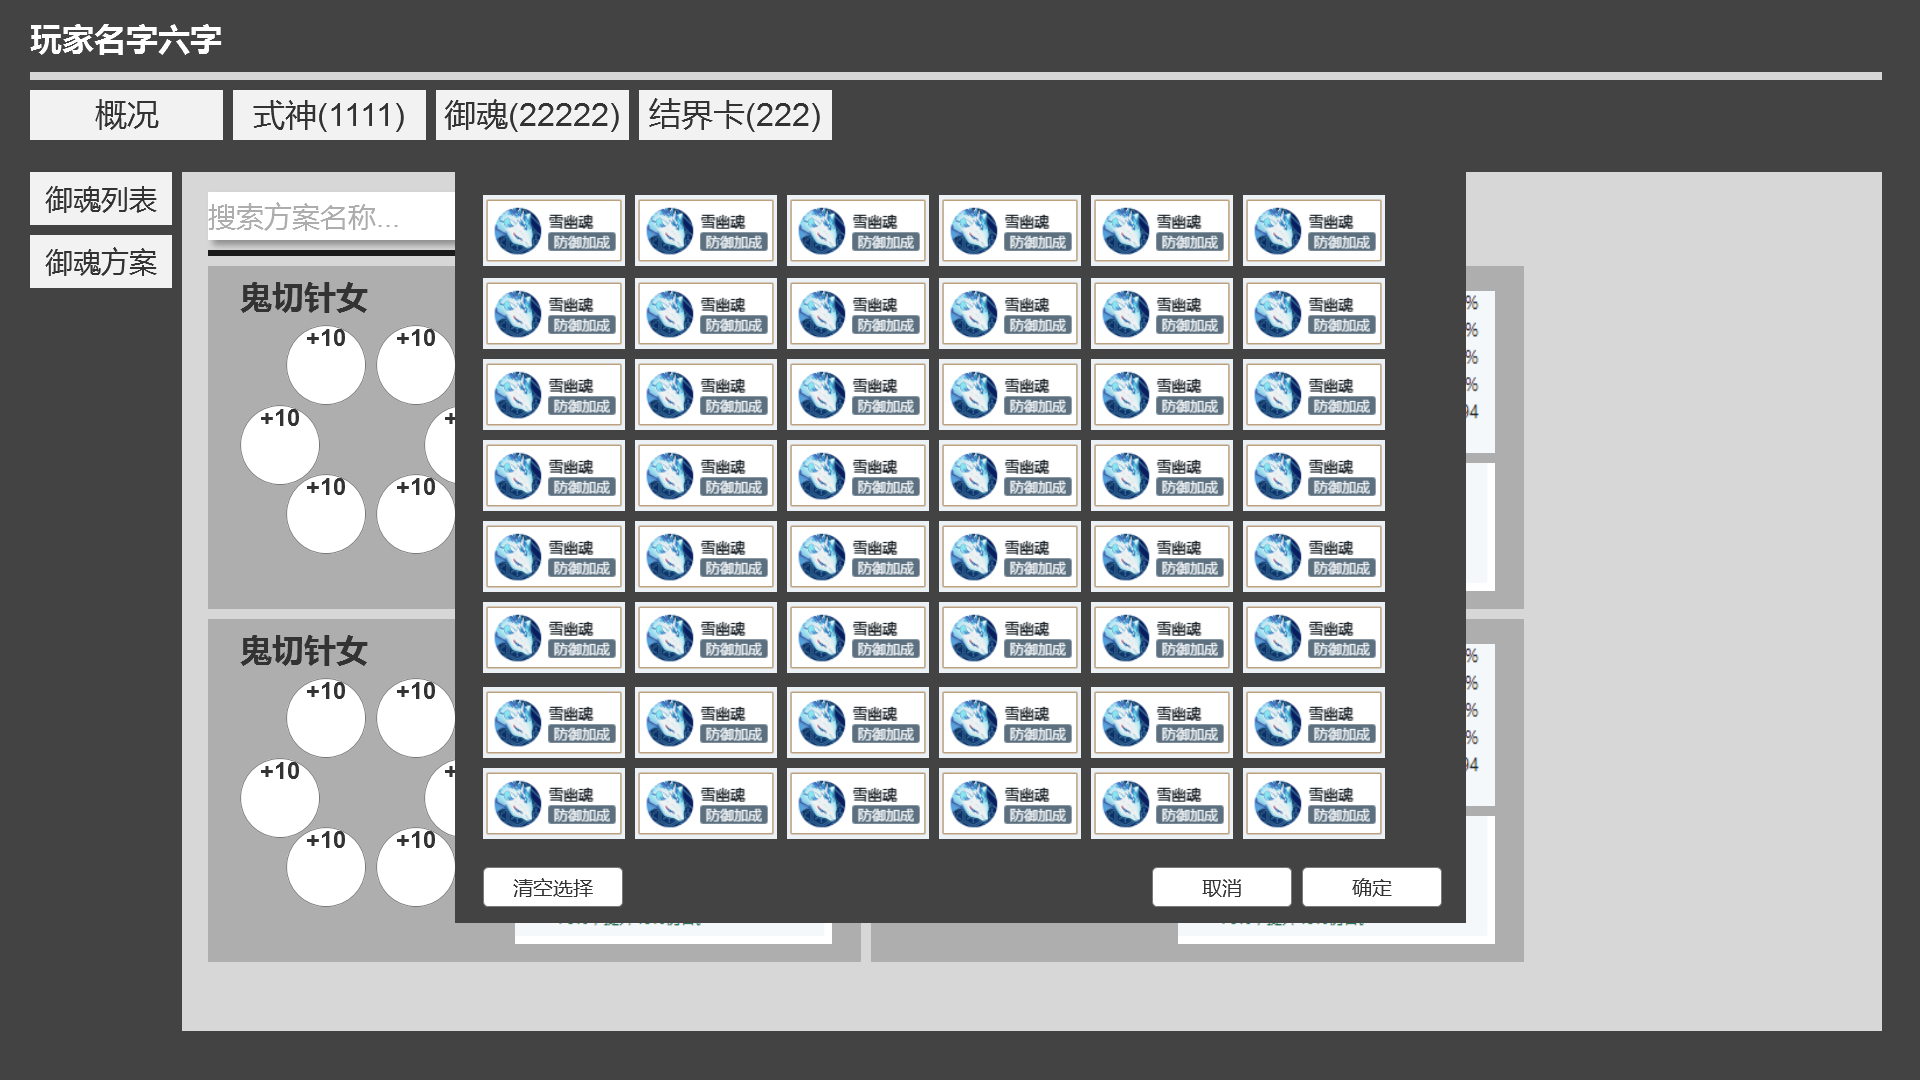 玩家名字六字
概况
式神(1111)
御魂(22222)
结界卡(222)
御魂列表
御魂方案
搜索方案名称...
鬼切针女
+10 +10
+10
+10 +10
鬼切针女
+10 +10
+10
+10 +10
雪幽魂 雪幽魂 雪幽魂 雪幽魂 雪幽魂 雪幽魂
防御加成 防御加成 防御加成 防御加成 防御加成 防御加成
雪幽魂 雪幽魂 雪幽魂 雪幽魂 雪幽魂 雪幽魂
防御加成 防御加成 防御加成 防御加成 防御加成 防御加成
雪幽魂 雪幽魂 雪幽魂 雪幽魂 雪幽魂 雪幽魂
防御加成 防御加成 防御加成 防御加成 防御加成 防御加成
雪幽魂 雪幽魂 雪幽魂 雪幽魂 雪幽魂 雪幽魂
防御加成 防御加成 防御加成 防御加成 防御加成 防御加成
雪幽魂 雪幽魂 雪幽魂 雪幽魂 雪幽魂 雪幽魂
防御加成 防御加成 防御加成 防御加成 防御加成 防御加成
雪幽魂 雪幽魂 雪幽魂 雪幽魂 雪幽魂 雪幽魂
防御加成 防御加成 防御加成 防御加成 防御加成 防御加成
雪幽魂 雪幽魂 雪幽魂 雪幽魂 雪幽魂 雪幽魂
防御加成 防御加成 防御加成 防御加成 防御加成 防御加成
雪幽魂 雪幽魂 雪幽魂 雪幽魂 雪幽魂 雪幽魂
防御加成 防御加成 防御加成 防御加成 防御加成 防御加成
清空选择
取消
确定
%
%
%
%
94
%
%
%
%
94